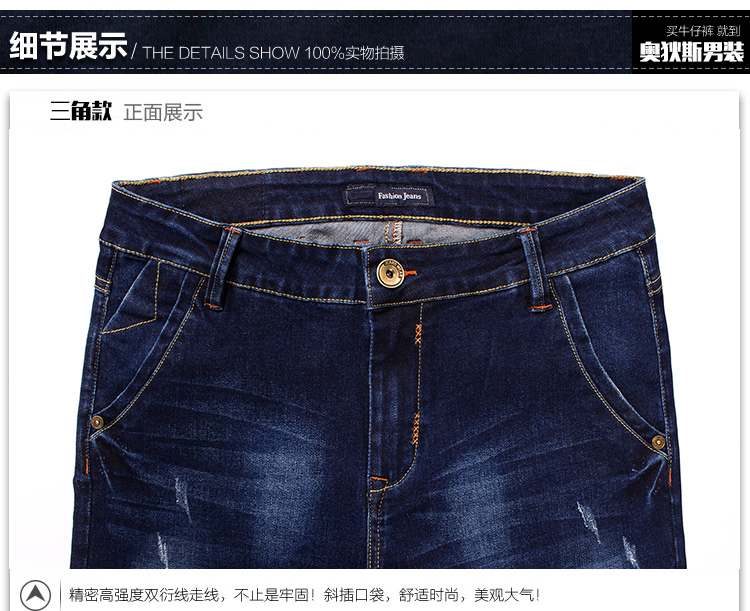 细节展示/ THE DETAILS SHOW 100%实物拍摄
买牛仔裤 就到
奥狄斯男装
三角款 正面展示
Fashion Jeans
精密高强度双衍线走线，不止是牢固！斜插口袋，舒适时尚，美观大气！